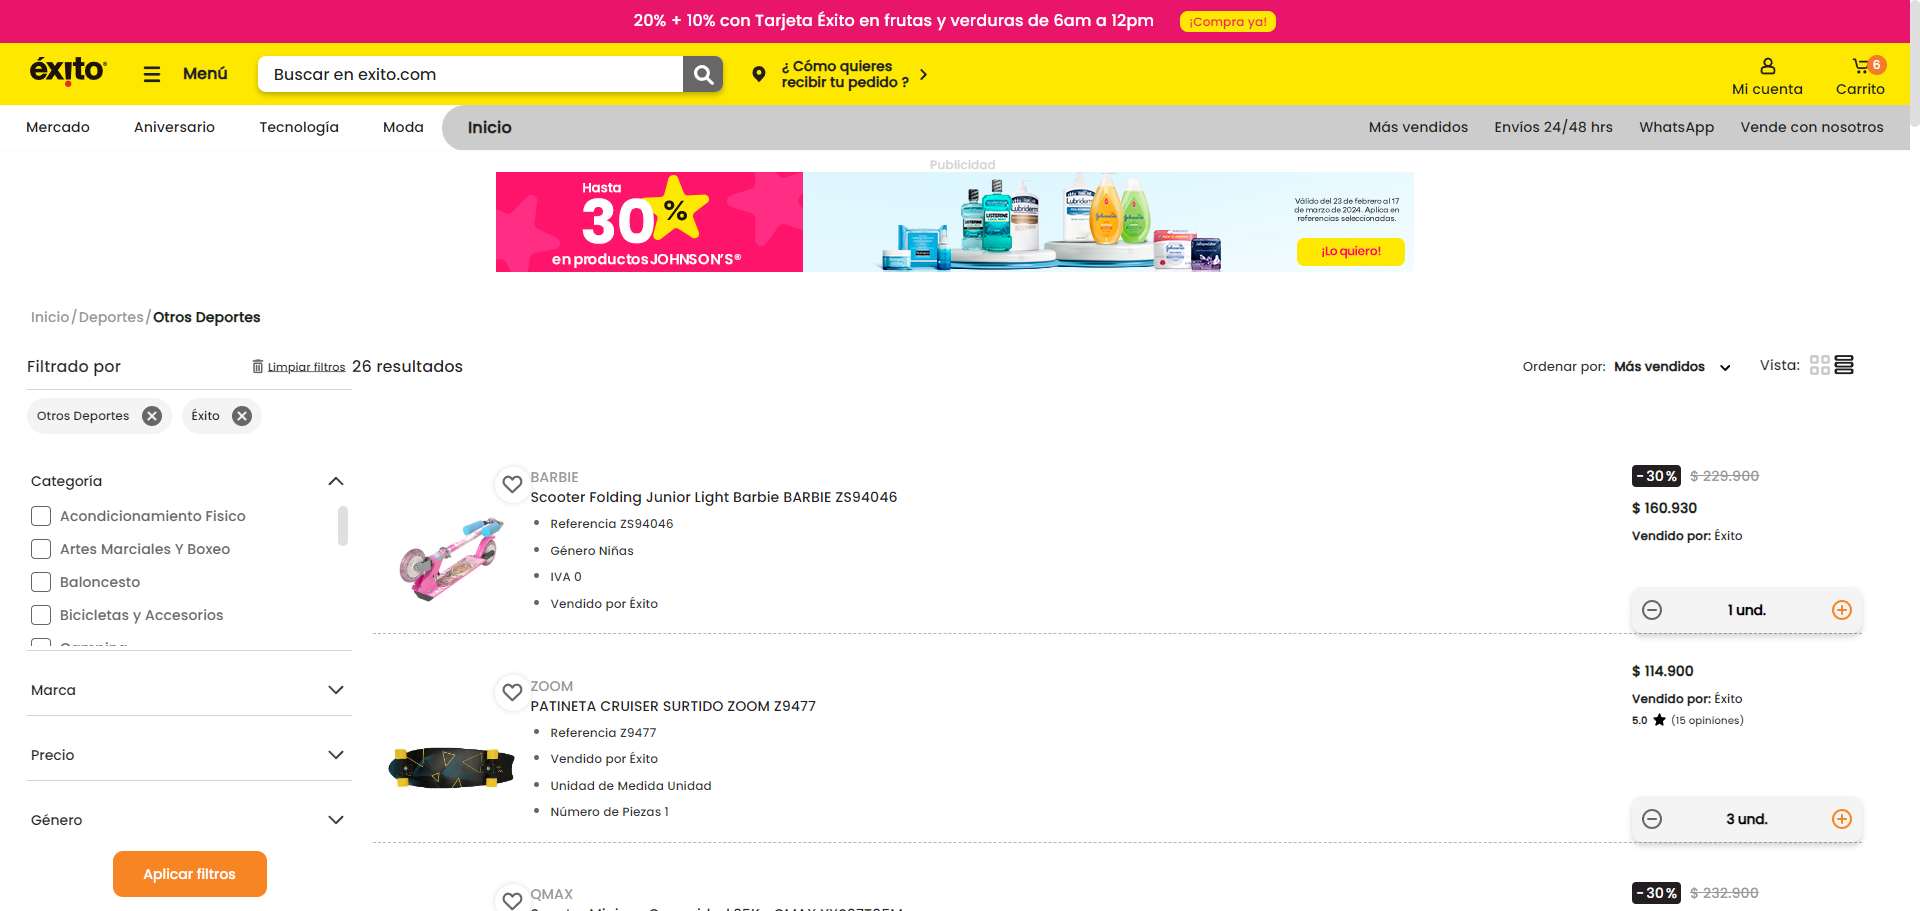 20% + 10% con Tarjeta Éxito en frutas y verduras de 6am a 12pm
¡Compra ya!
éxito
Menú
Buscar en exito.com
¿ Cómo quieres
recibir tu pedido ?
Mi cuenta
6
Carrito
Mercado
Aniversario
Tecnología
Moda
Inicio
Más vendidos
Envíos 24/48 hrs
WhatsApp
Vende con nosotros
Publicidad
Hasta
30%
en productos JOHNSON'S®
LISTERINE
Lubriderm
Lubriderm
Johnson's
Johnson's
Válido del 23 de febrero al 17
de marzo de 2024. Aplica en
referencias seleccionadas.
¡Lo quiero!
Inicio/Deportes/Otros Deportes
Filtrado por
Limpiar filtros
26 resultados
Ordenar por: Más vendidos
Vista:
Otros Deportes
Éxito
Categoría
Acondicionamiento Fisico
Artes Marciales Y Boxeo
Baloncesto
Bicicletas y Accesorios
Marca
Precio
Género
Aplicar filtros
BARBIE
Scooter Folding Junior Light Barbie BARBIE ZS94046
Referencia ZS94046
Género Niñas
IVA 0
Vendido por Éxito
-30%
$ 229.900
$ 160.930
Vendido por: Éxito
1 und.
ZOOM
PATINETA CRUISER SURTIDO ZOOM Z9477
Referencia Z9477
Vendido por Éxito
Unidad de Medida Unidad
Número de Piezas 1
$ 114.900
Vendido por: Éxito
5.0 (15 opiniones)
3 und.
QMAX
-30%
$ 232.900